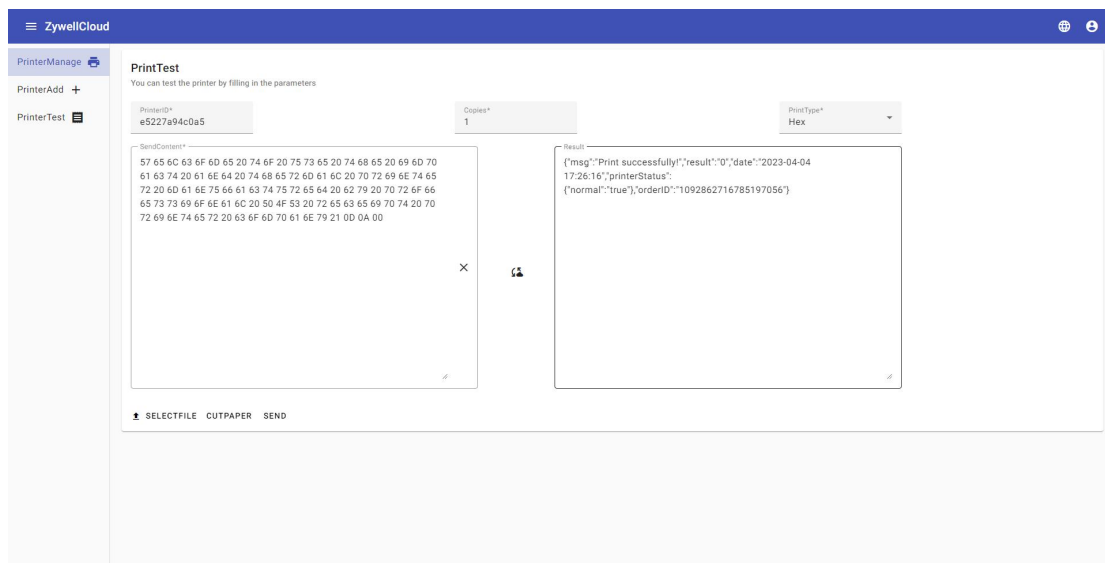 ZywellCloud
PrinterManage
PrinterAdd
PrinterTest
PrintTest
You can test the printer by filling in the parameters
PrinterID*
e5227a94c0a5
Copies*
1
PrintType*
Hex
SendContent*
57 65 6C 63 6F 6D 65 20 74 6F 20 75 73 65 20 74 68 65 20 69 6D 70
61 63 74 20 61 6E 64 20 74 68 65 72 6D 61 6C 20 70 72 69 6E 74 65
72 20 6D 61 6E 75 66 61 63 74 75 72 65 64 20 62 79 20 70 72 6F 66
65 73 73 69 6F 6E 61 6C 20 50 4F 53 20 72 65 63 65 69 70 74 20 70
72 69 6E 74 65 72 20 63 6F 6D 70 61 6E 79 21 0D 0A 00
Result
{"msg":"Print successfully!","result":"0","date":"2023-04-04
17:26:16","printerStatus":
{"normal":"true"},"orderID":"1092862716785197056"}
SELECTFILE CUTPAPER SEND